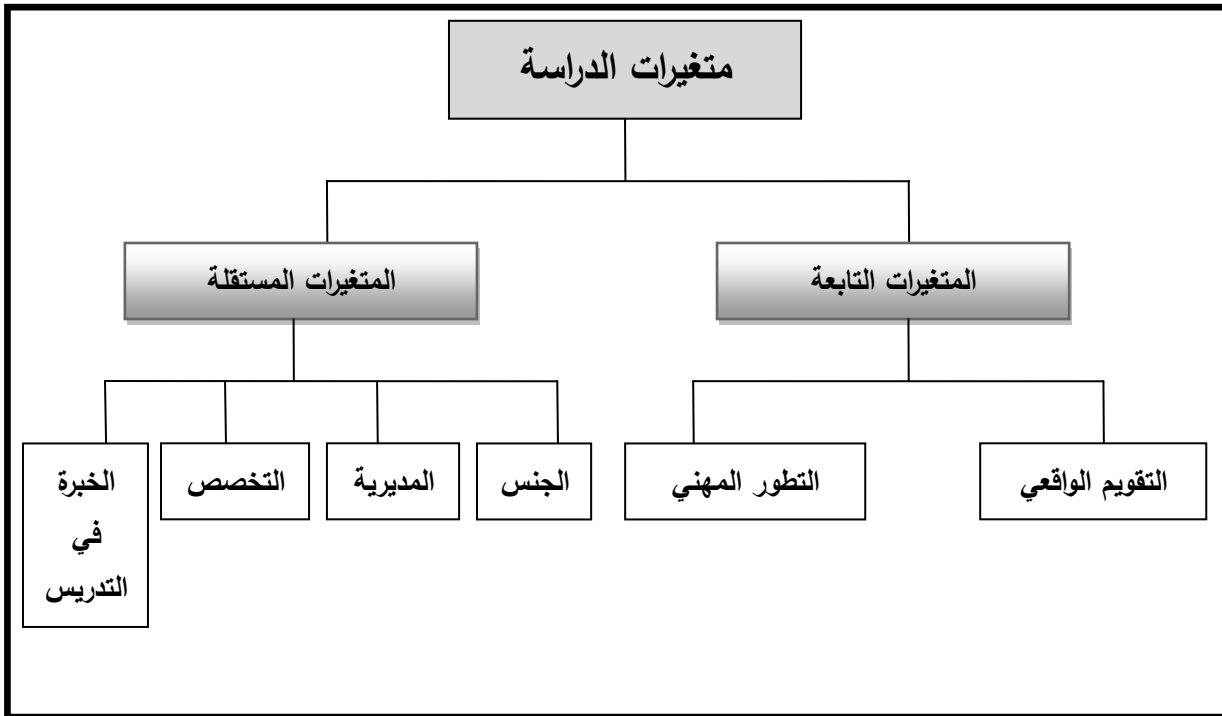 متغيرات الدراسة
المتغيرات التابعة
المتغيرات المستقلة
التقويم الواقعي
التطور المهني
الجنس
المديرية
التخصص
الخبرة
في
التدريس